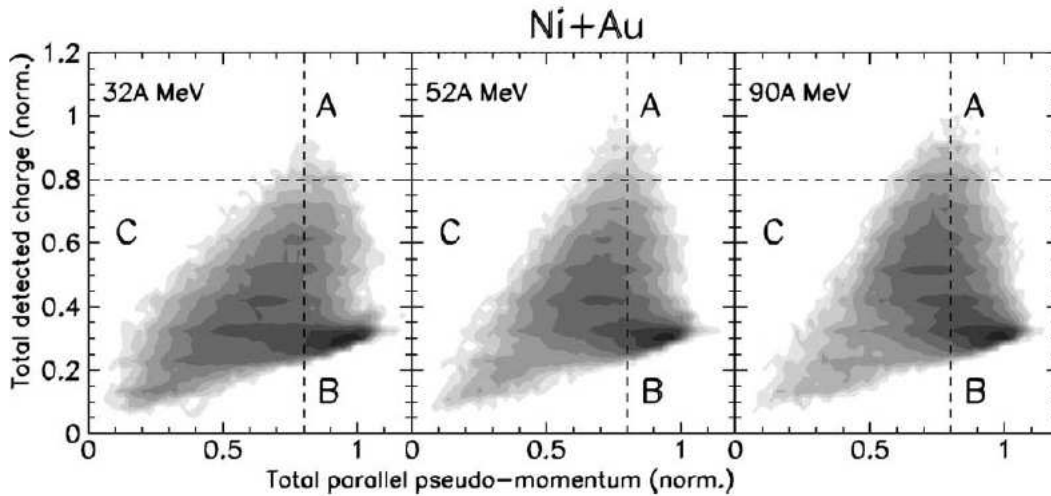 Ni+Au
Total detected charge (norm.)
1.2
1
0.8
0.6
0.4
0.2
0
32A MeV
A
C
B
52A MeV
A
C
B
90A MeV
A
C
B
0 0.5 1 0 0.5 1 0 0.5 1
Total parallel pseudo-momentum (norm.)